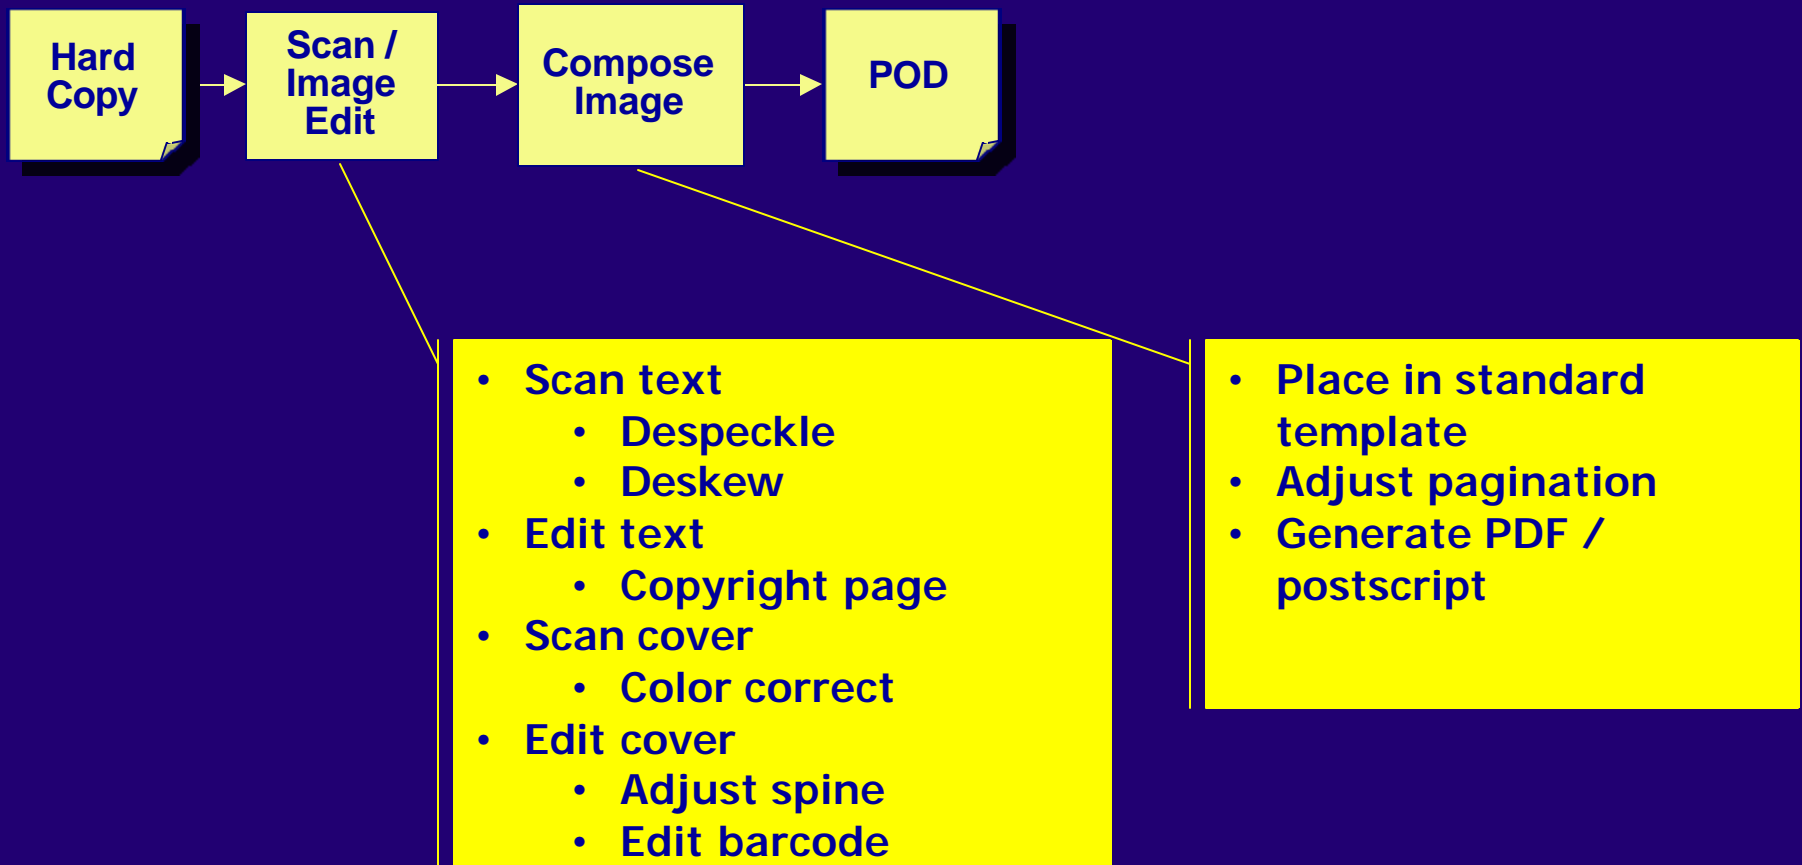 Hard
Copy
Scan /
Image
Edit
Compose
Image
POD
• Scan text
• Despeckle
• Deskew
• Edit text
• Copyright page
• Scan cover
• Color correct
• Edit cover
• Adjust spine
• Edit barcode
• Place in standard
template
• Adjust pagination
• Generate PDF /
postscript